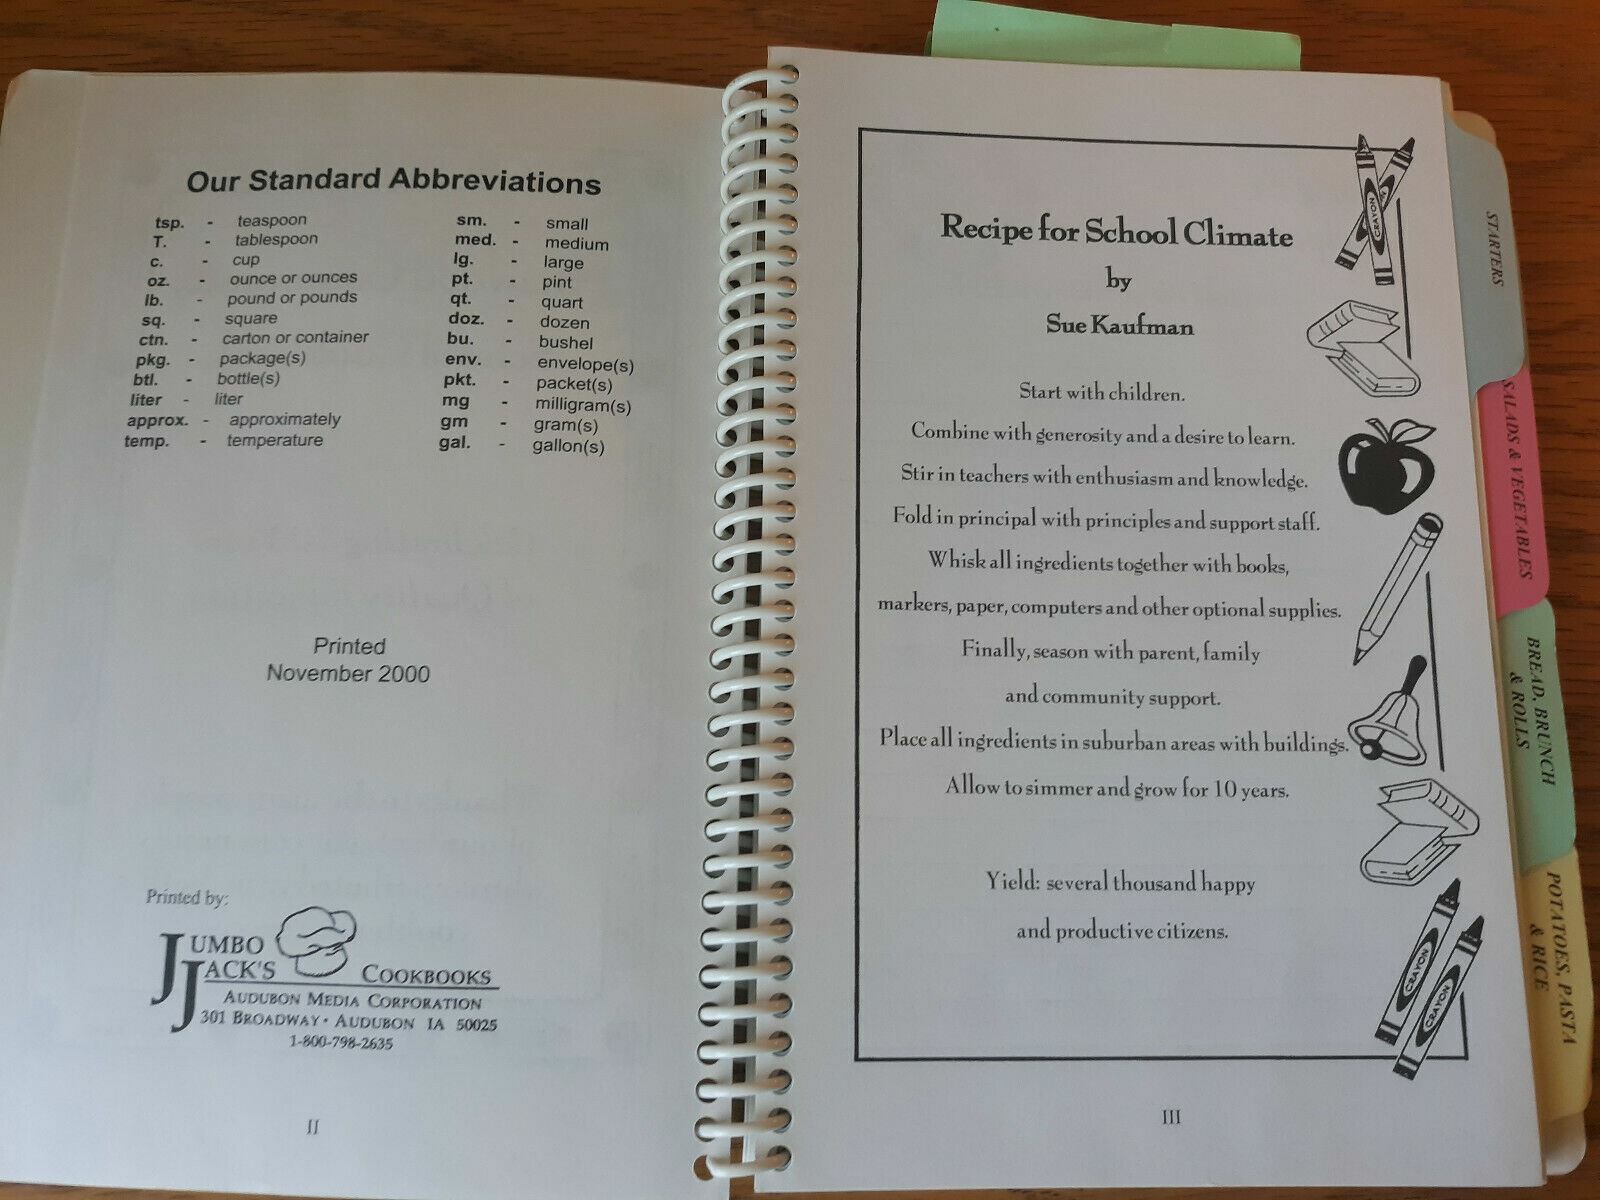 Our Standard Abbreviations
tsp. - teaspoon
T. - tablespoon
c. - cup
oz. - ounce or ounces
lb. - pound or pounds
sq. - square
ctn. - carton or container
pkg. - package(s)
btl. - bottle(s)
liter - liter
approx. - approximately
temp. - temperature
sm. - small
med. - medium
lg. - large
pt. - pint
qt. - quart
doz. - dozen
bu. - bushel
env. - envelope(s)
pkt. - packet(s)
mg - milligram(s)
gm - gram(s)
gal. - gallon(s)
Printed
November 2000
Printed by:
JUMBO
JACK'S COOKBOOKS
AUDUBON MEDIA CORPORATION
301 BROADWAY • AUDUBON IA 50025
1-800-798-2635
II
Recipe for School Climate
by
Sue Kaufman
Start with children.
Combine with generosity and a desire to learn.
Stir in teachers with enthusiasm and knowledge.
Fold in principal with principles and support staff.
Whisk all ingredients together with books,
markers, paper, computers and other optional supplies.
Finally, season with parent, family
and community support.
Place all ingredients in suburban areas with buildings.
Allow to simmer and grow for 10 years.
Yield: several thousand happy
and productive citizens.
CRAYON
CRAYON
CRAYON
III
STARTERS
SALADS & VEGETABLES
BREAD, BRUNCH
& ROLLS
POTATOES, PASTA
& RICE